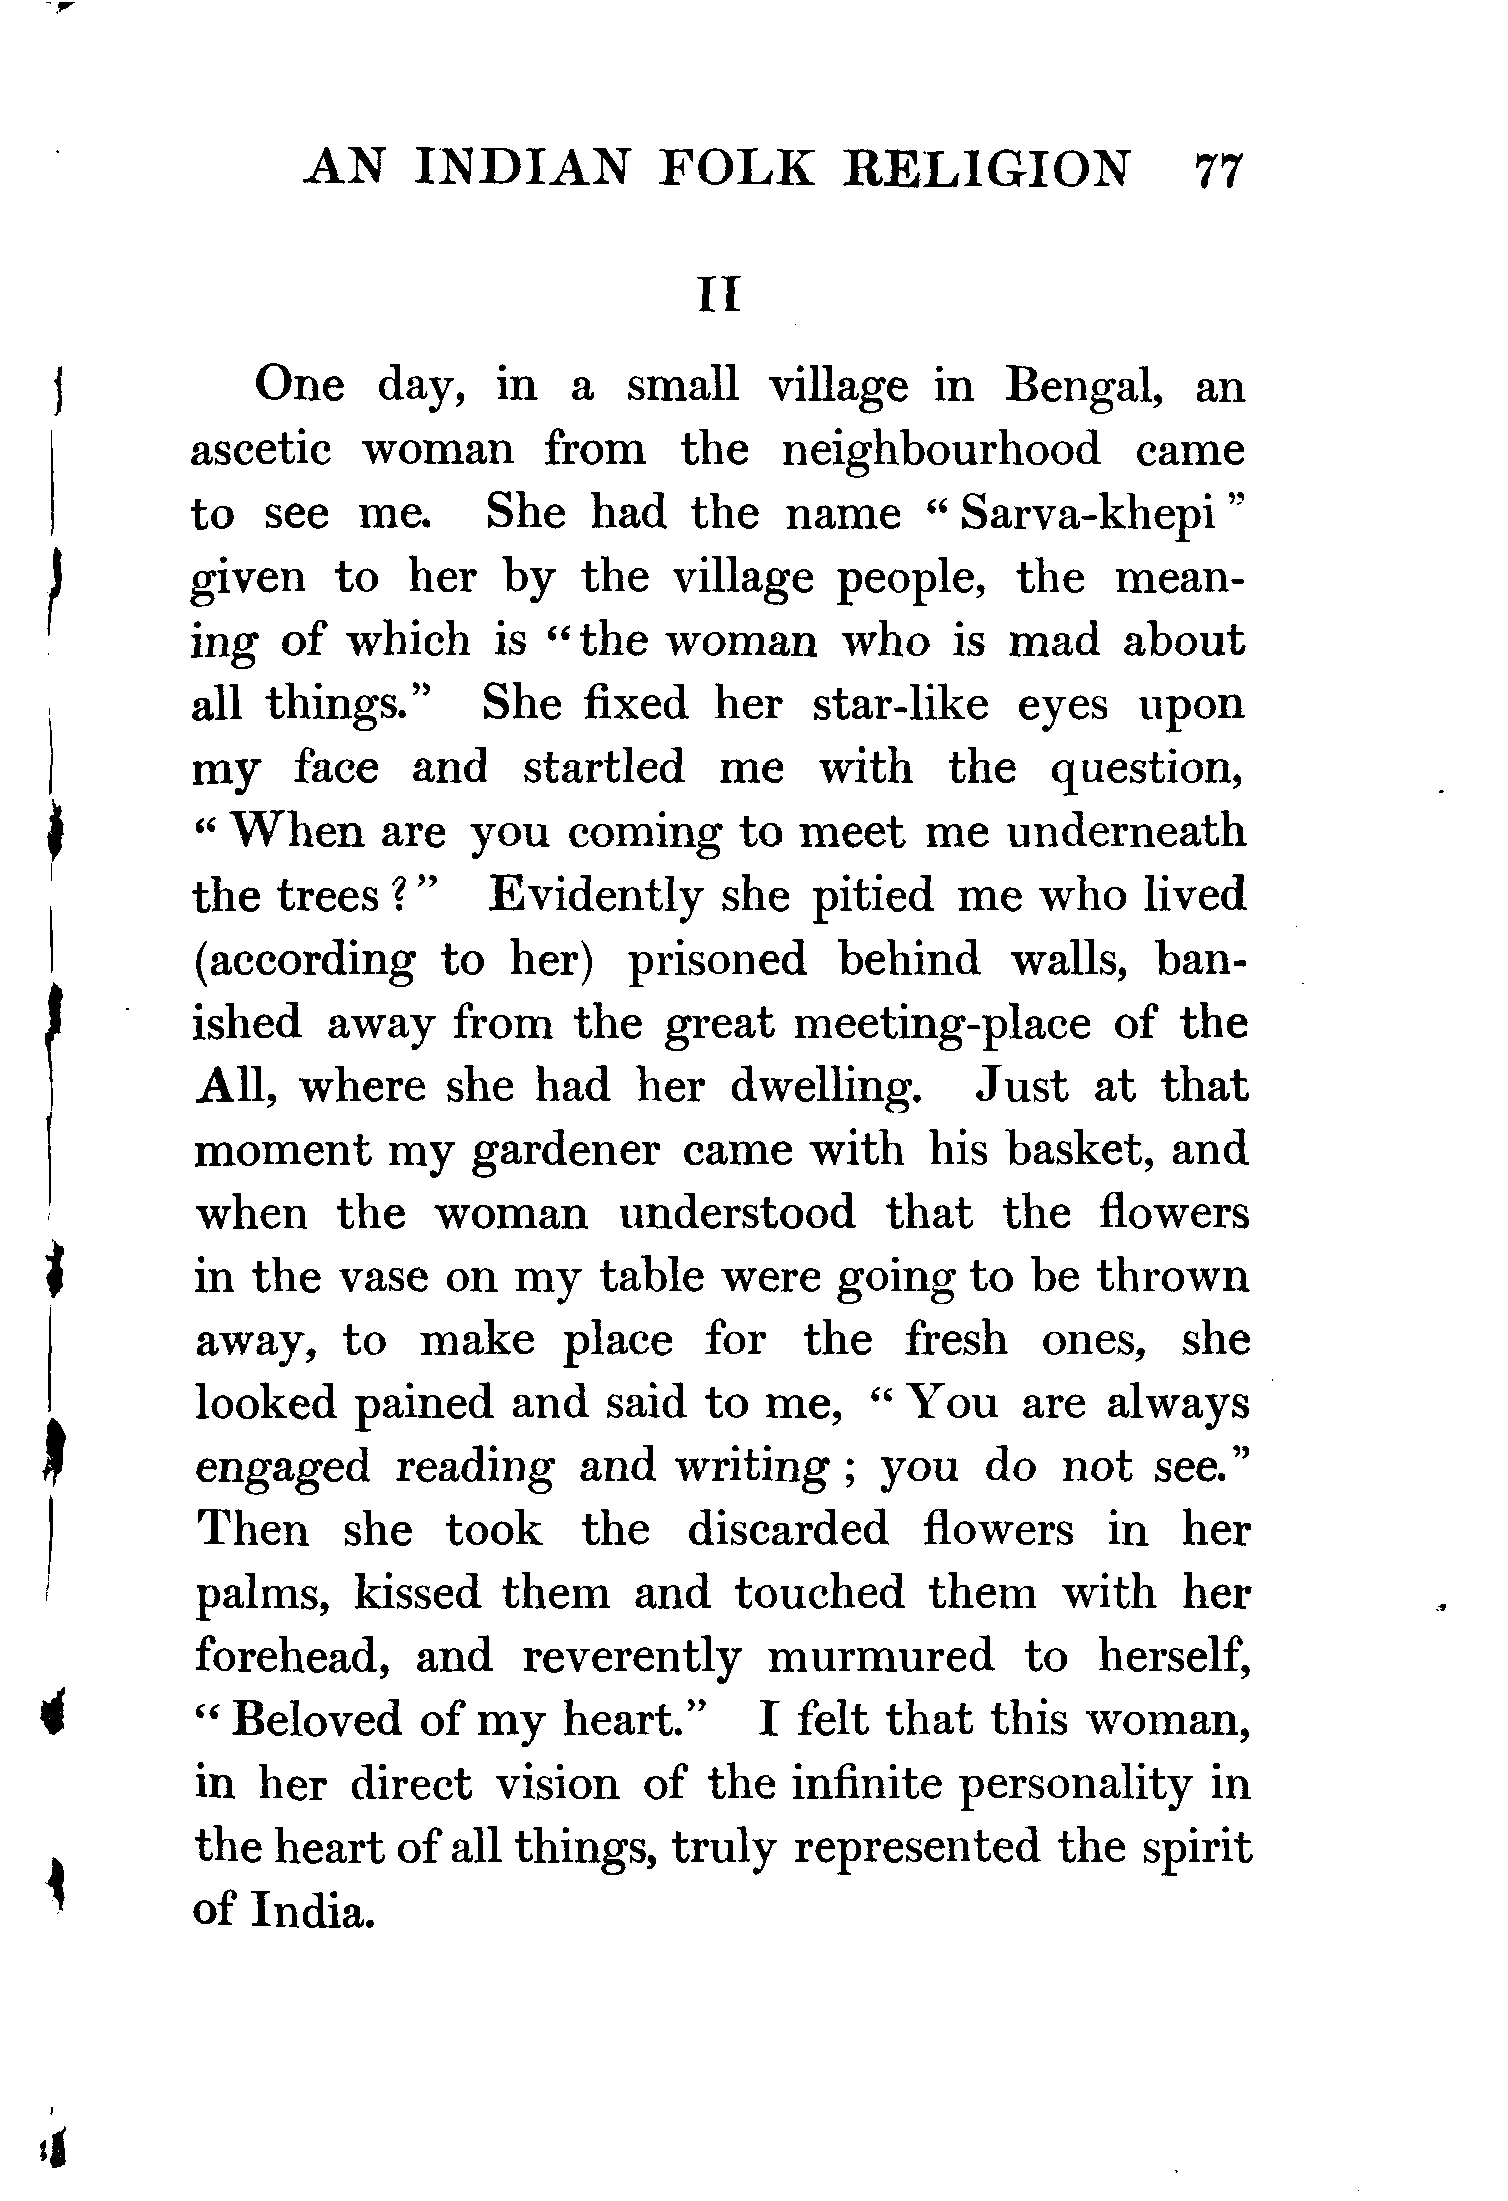 AN INDIAN FOLK RELIGION 77
II
One day, in a small village in Bengal, an
ascetic woman from the neighbourhood came
to see me. She had the name “ Sarva-khepi ”
given to her by the village people, the mean-
ing of which is “ the woman who is mad about
all things.” She fixed her star-like eyes upon
my face and startled me with the question,
“ When are you coming to meet me underneath
the trees ? ” Evidently she pitied me who lived
(according to her) prisoned behind walls, ban-
ished away from the great meeting-place of the
All, where she had her dwelling. Just at that
moment my gardener came with his basket, and
when the woman understood that the flowers
in the vase on my table were going to be thrown
away, to make place for the fresh ones, she
looked pained and said to me, “ You are always
engaged reading and writing ; you do not see.”
Then she took the discarded flowers in her
palms, kissed them and touched them with her
forehead, and reverently murmured to herself,
“ Beloved of my heart.” I felt that this woman,
in her direct vision of the infinite personality in
the heart of all things, truly represented the spirit
of India.